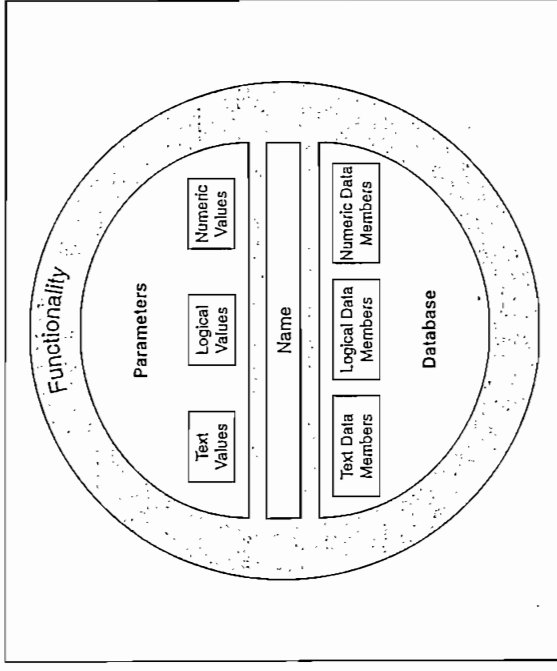 Functionality
Parameters
Text
Values
Logical
Values
Numeric
Values
Name
Text Data
Members
Logical Data
Members
Numeric Data
Members
Database